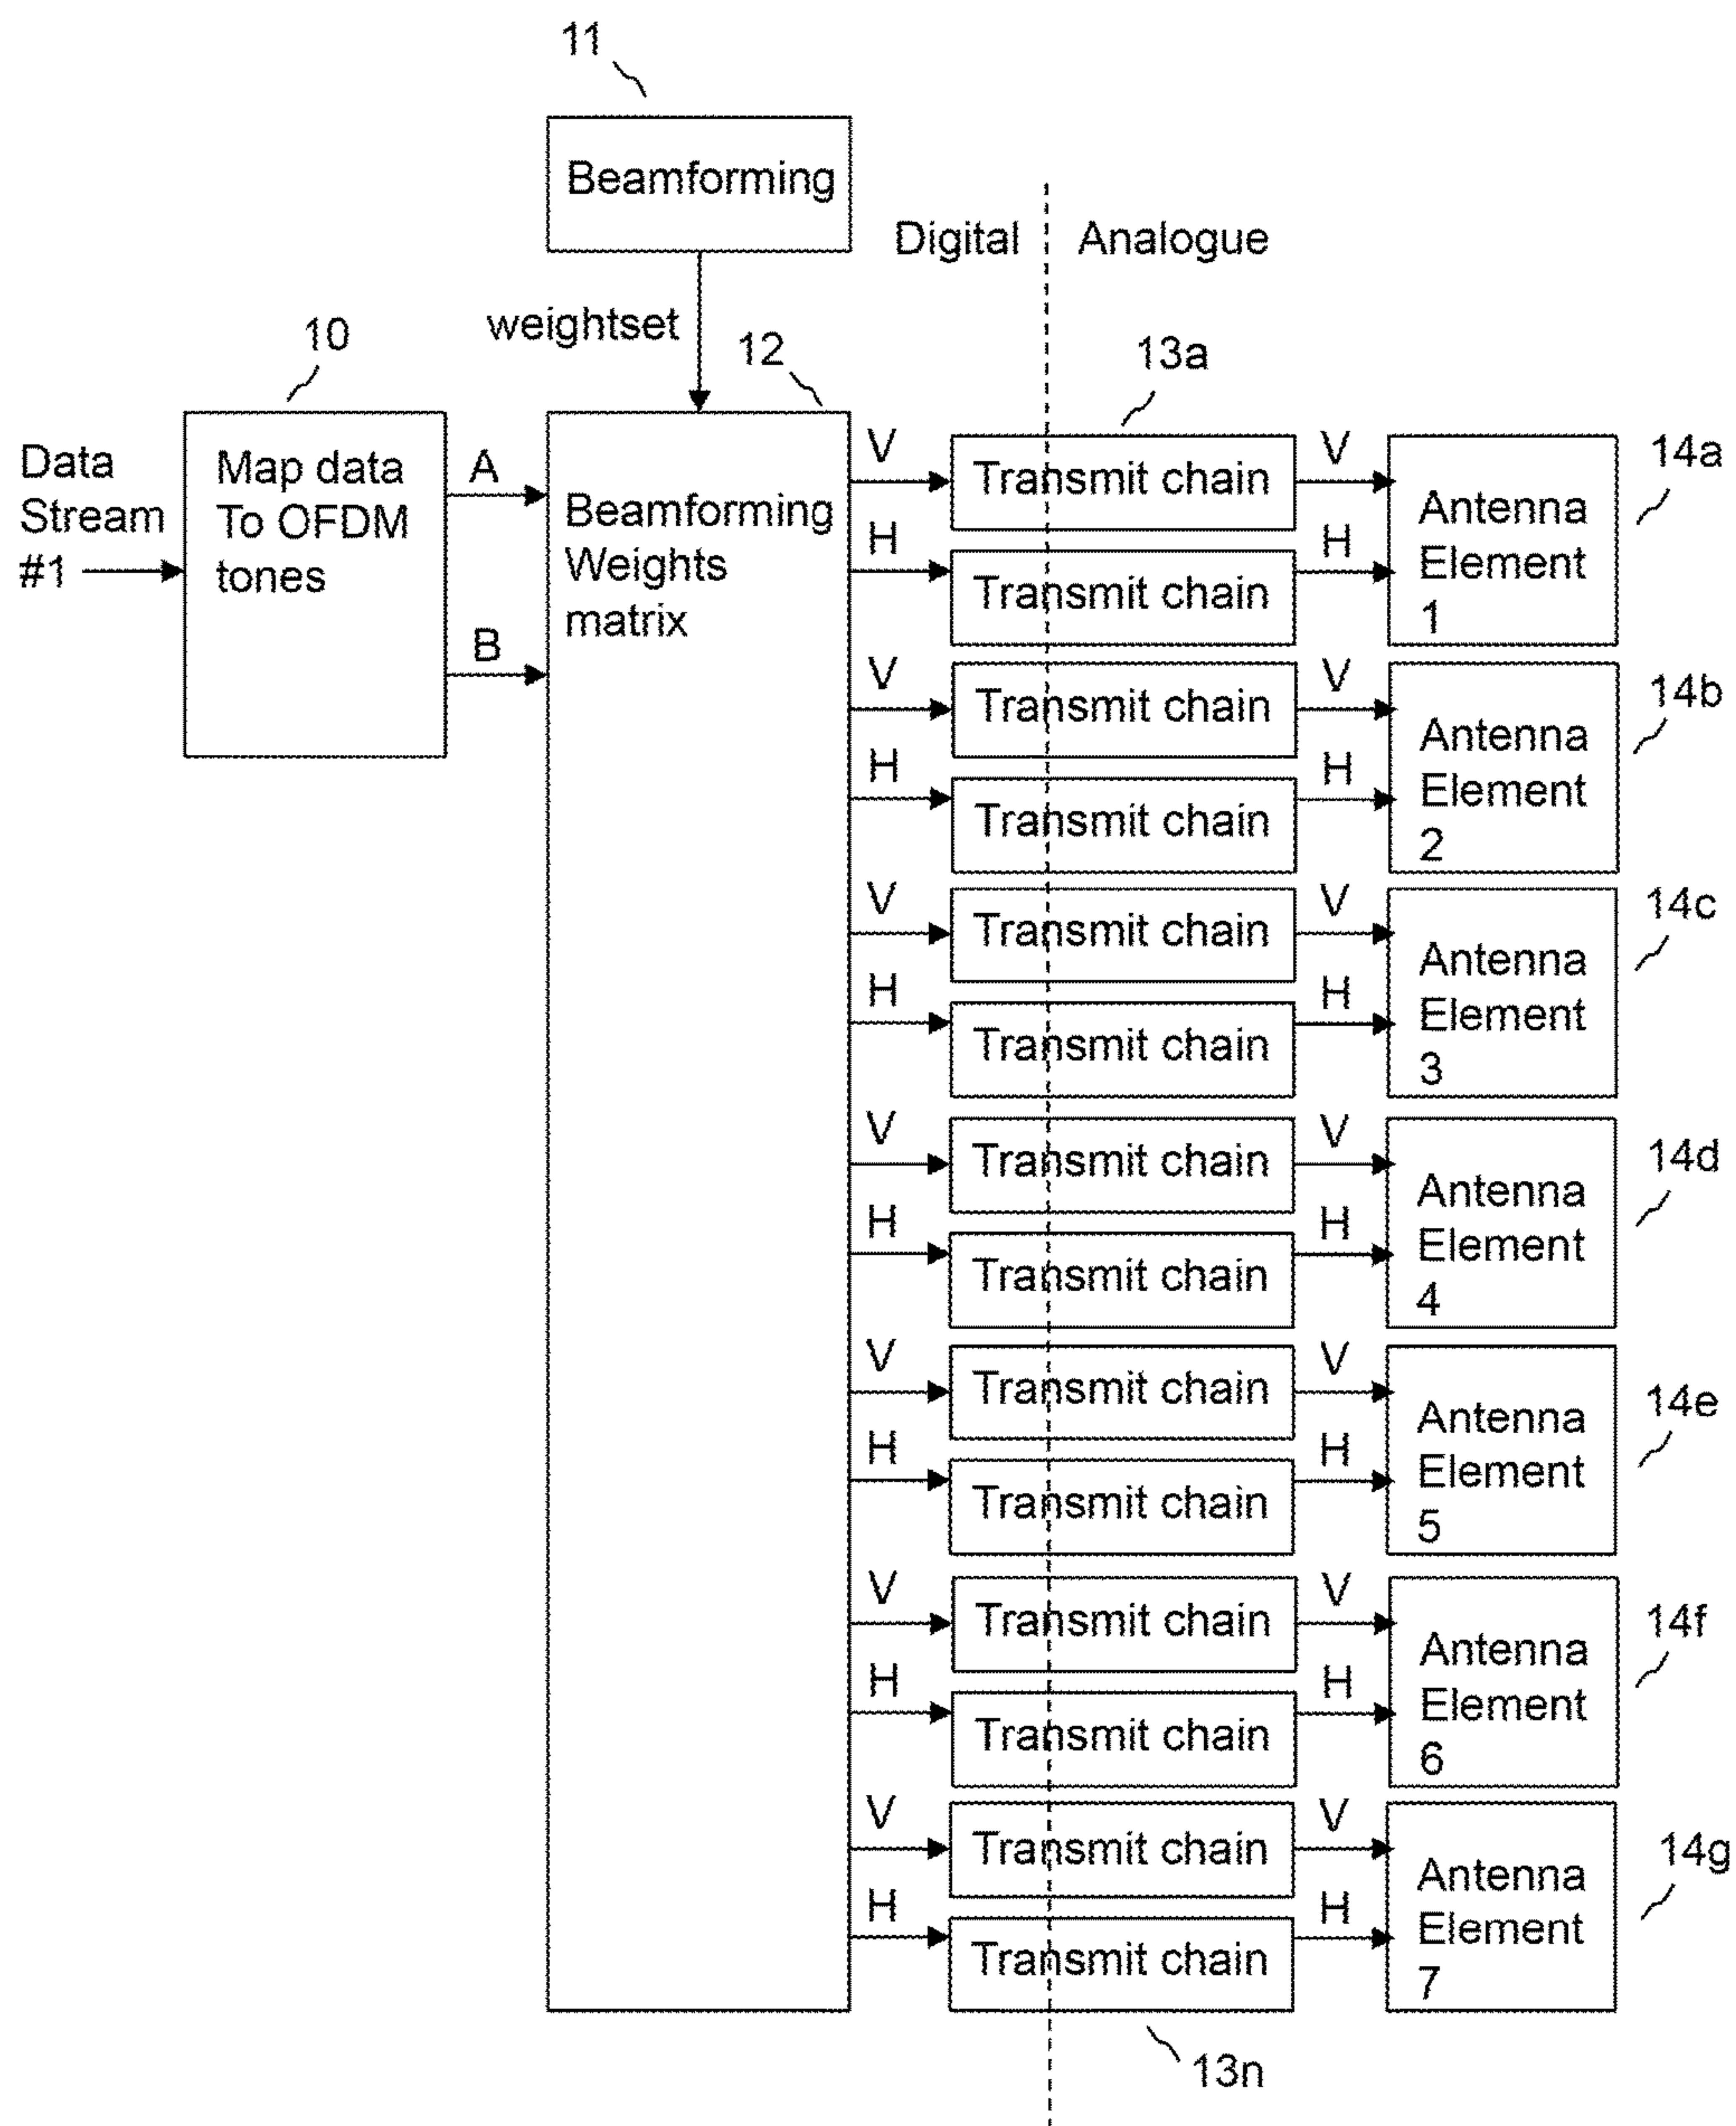 11
Beamforming
Digital
Analogue
weightset
10
12
13a
Data
Stream
#1
Map data
To OFDM
tones
A
B
Beamforming
Weights
matrix
V
Transmit chain
V
H
Transmit chain
H
Antenna
Element
1
14a
V
Transmit chain
V
H
Transmit chain
H
Antenna
Element
2
14b
V
Transmit chain
V
H
Transmit chain
H
Antenna
Element
3
14c
V
Transmit chain
V
H
Transmit chain
H
Antenna
Element
4
14d
V
Transmit chain
V
H
Transmit chain
H
Antenna
Element
5
14e
V
Transmit chain
V
H
Transmit chain
H
Antenna
Element
6
14f
V
Transmit chain
V
H
Transmit chain
H
Antenna
Element
7
14g
13n